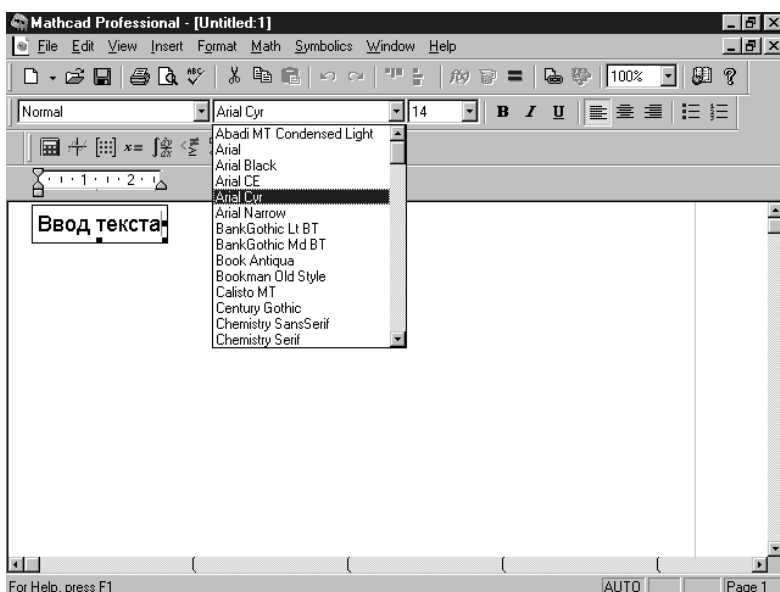 Mathcad Professional - [Untitled:1]
File Edit View Insert Format Math Symbolics Window Help
100%
Normal Arial Cyr 14 B I U
Abadi MT Condensed Light
Arial
Arial Black
Arial CE
Arial Cyr
Arial Narrow
BankGothic Lt BT
BankGothic Md BT
Book Antiqua
Bookman Old Style
Calisto MT
Century Gothic
Chemistry SansSerif
Chemistry Serif
1 2
Ввод текста
For Help, press F1 AUTO Page 1